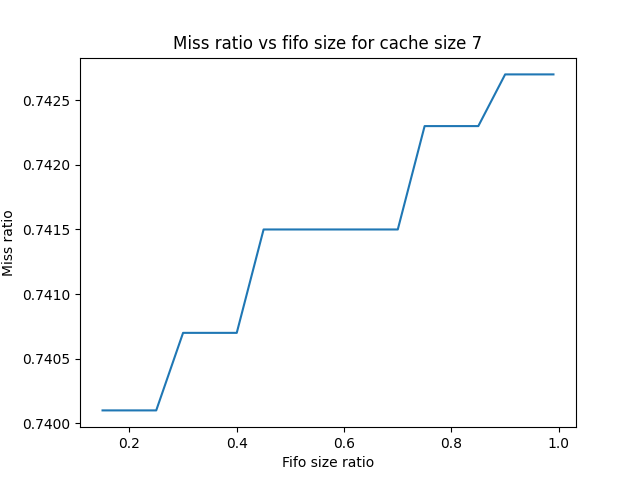 Miss ratio vs fifo size for cache size 7
0.7425
0.7420
0.7415
0.7410
0.7405
0.7400
Miss ratio
0.2 0.4 0.6 0.8 1.0
Fifo size ratio